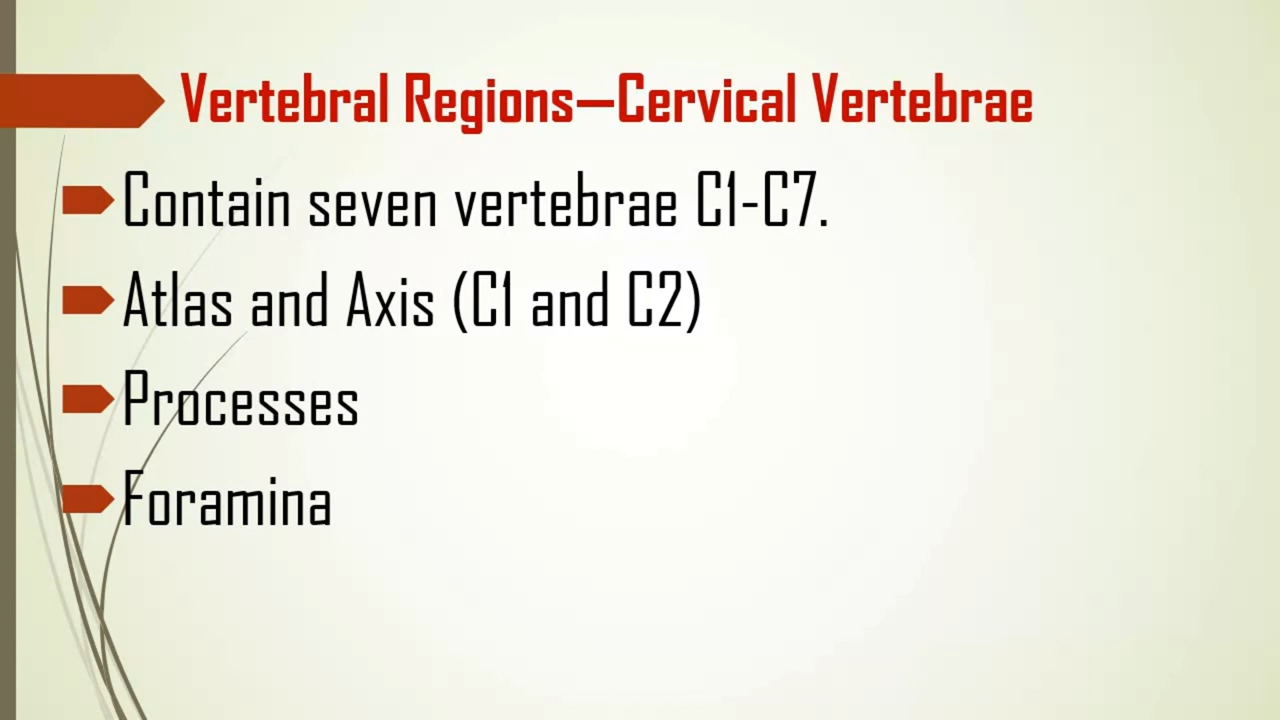 Vertebral Regions—Cervical Vertebrae
Contain seven vertebrae C1-C7.
Atlas and Axis (C1 and C2)
Processes
Foramina